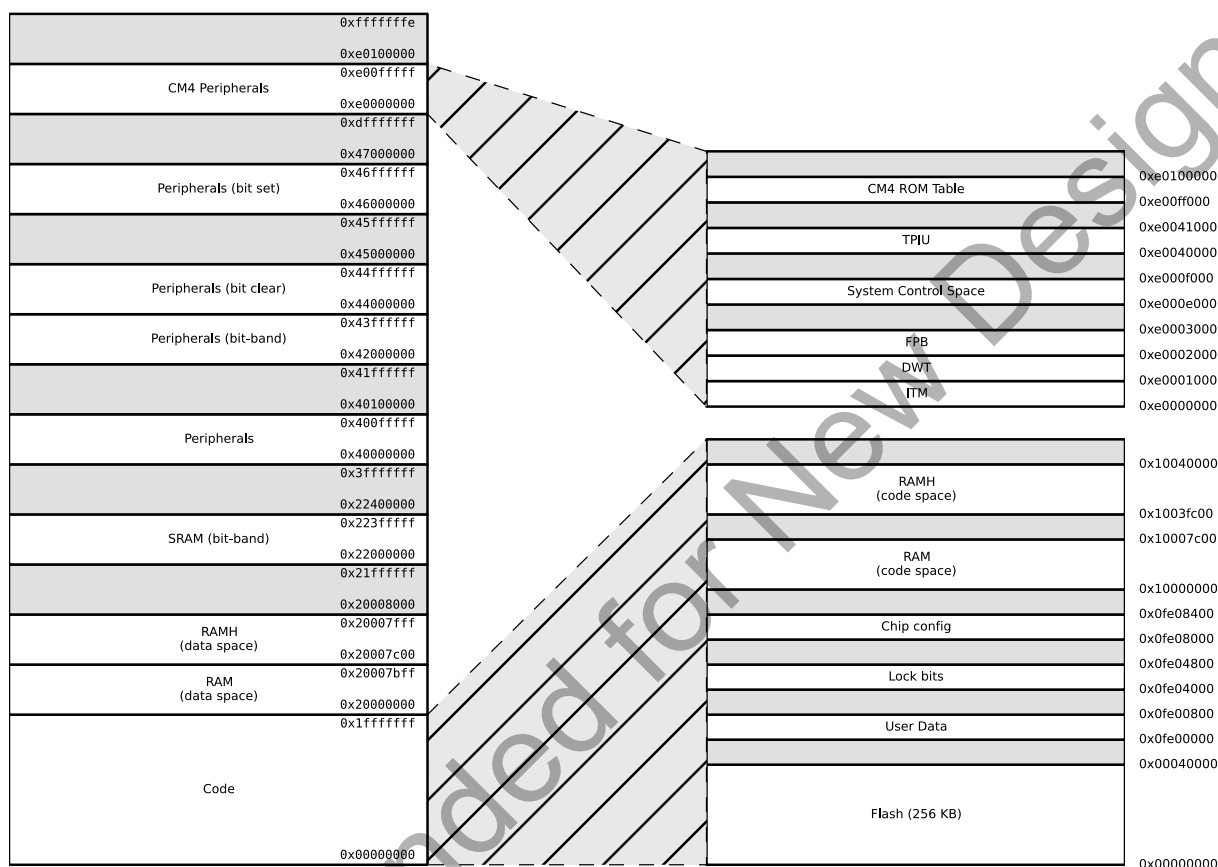 0xfffffffe
0xe0100000
0xe00fffff
CM4 Peripherals
0xe0000000
0xdfffffff
0x47000000
0x46ffffff
Peripherals (bit set)
0x46000000
0x45ffffff
0x45000000
0x44ffffff
Peripherals (bit clear)
0x44000000
0x43ffffff
Peripherals (bit-band)
0x42000000
0x41ffffff
0x40100000
0x400fffff
Peripherals
0x40000000
0x3fffffff
0x22400000
0x223fffff
SRAM (bit-band)
0x22000000
0x21ffffff
0x20008000
0x20007fff
RAMH
(data space)
0x20007c00
0x20007bff
RAM
(data space)
0x20000000
0x1fffffff
Code
0x00000000
0xe0100000
CM4 ROM Table
0xe00ff000
0xe0041000
TPIU
0xe0040000
0xe000f000
System Control Space
0xe000e000
0xe0003000
FPB
0xe0002000
DWT
0xe0001000
ITM
0xe0000000
0x10040000
RAMH
(code space)
0x1003fc00
0x10007c00
RAM
(code space)
0x10000000
0x0fe08400
Chip config
0x0fe08000
0x0fe04800
Lock bits
0x0fe04000
0x0fe00800
User Data
0x0fe00000
0x00040000
Flash (256 KB)
0x00000000
nded for New Design